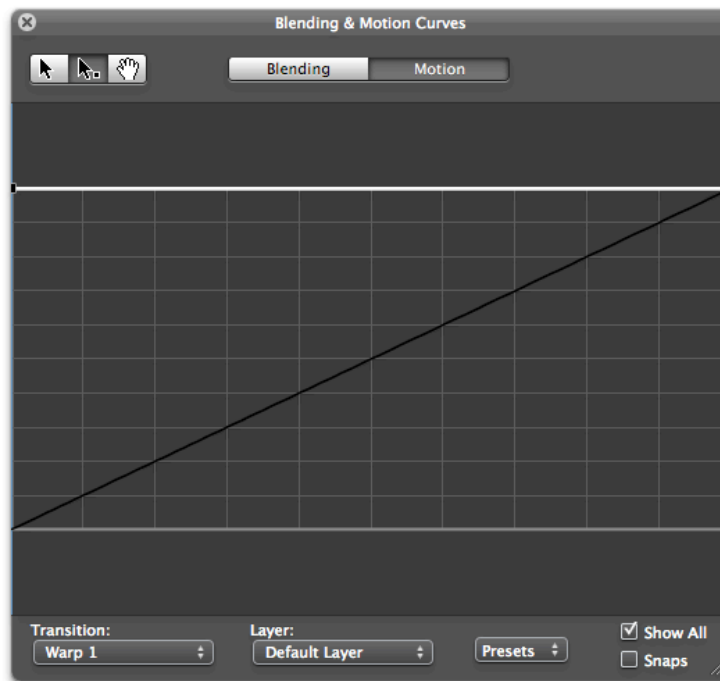 Blending & Motion Curves
Blending Motion
Transition: Layer:
Warp 1 Default Layer Presets Show All
Snaps